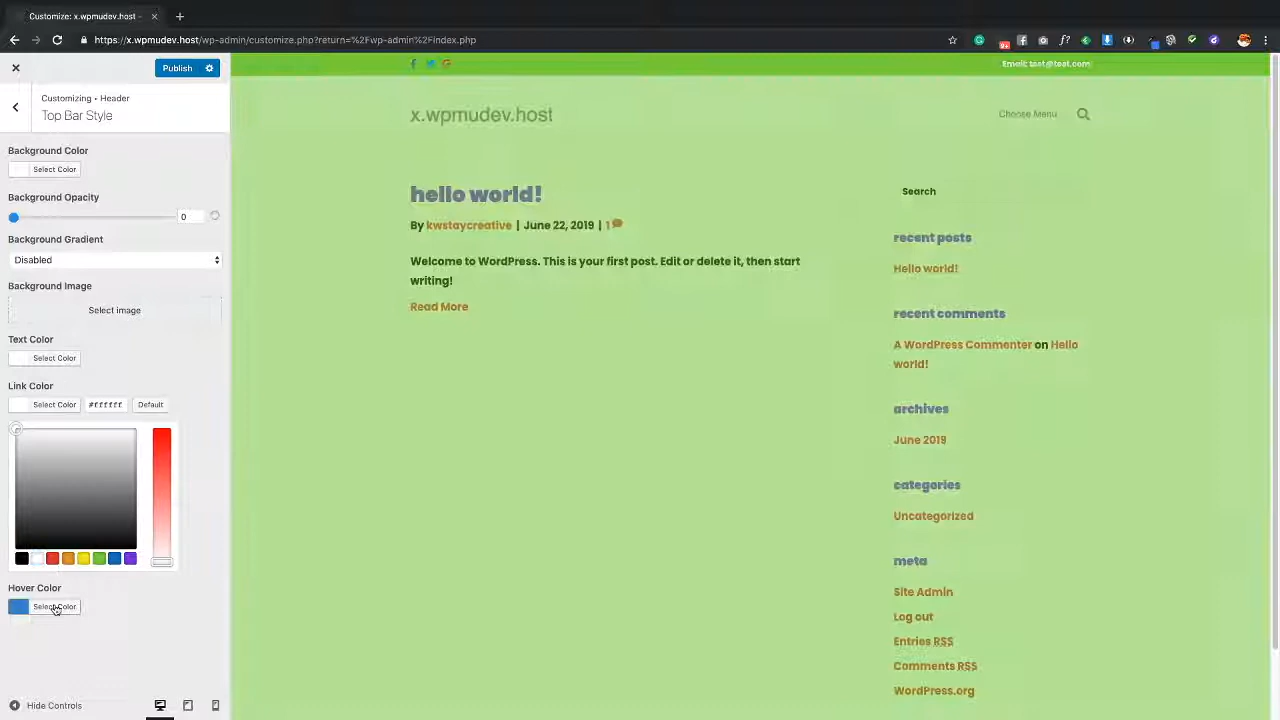 Customize: x.wpmudev.host –
https://x.wpmudev.host/wp-admin/customize.php?return=%2Fwp-admin%2Findex.php
Publish
Customizing • Header
Top Bar Style
Background Color
Select Color
Background Opacity
0
Background Gradient
Disabled
Background Image
Select image
Text Color
Select Color
Link Color
Select Color #ffffff Default
Hover Color
Select Color
Hide Controls
Email: test@test.com
x.wpmudev.host
Choose Menu
hello world!
By kwstaycreative | June 22, 2019 | 1
Welcome to WordPress. This is your first post. Edit or delete it, then start
writing!
Read More
Search
recent posts
Hello world!
recent comments
A WordPress Commenter on Hello
world!
archives
June 2019
categories
Uncategorized
meta
Site Admin
Log out
Entries RSS
Comments RSS
WordPress.org